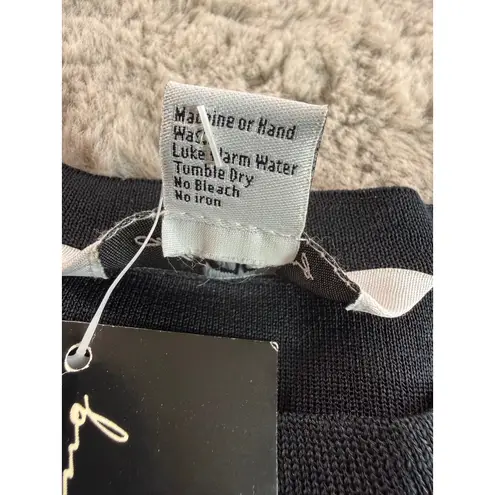 Machine or Hand
Wash
Luke Warm Water
Tumble Dry
No Bleach
No iron